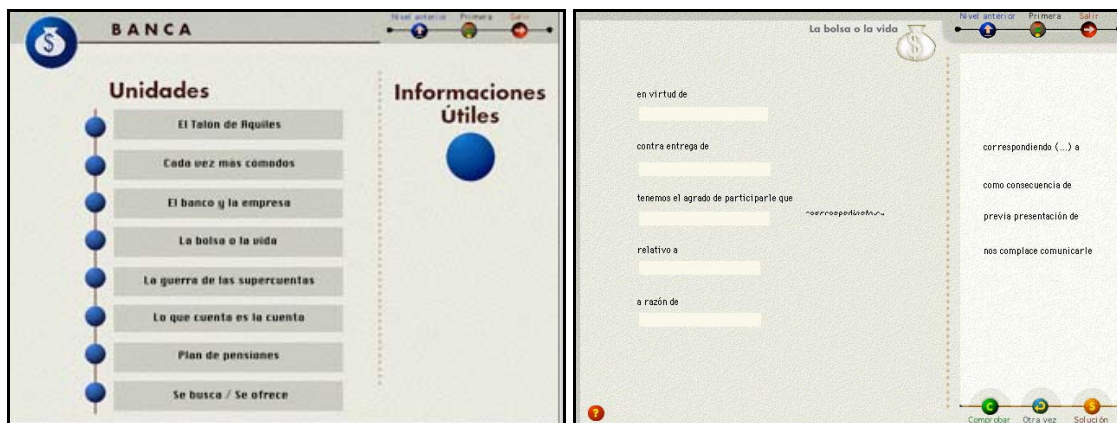 BANCA
Nivel anterior Primera Salir
Unidades
El Talón de Aquiles
Cada vez más cómodos
El banco y la empresa
La bolsa o la vida
La guerra de las supercuentas
Lo que cuenta es la cuenta
Plan de pensiones
Se busca / Se ofrece
Informaciones
Útiles
La bolsa o la vida
Nivel anterior Primera Salir
en virtud de
contra entrega de
tenemos el agrado de participarle que
relativo a
a razón de
correspondiendo (...) a
como consecuencia de
previa presentación de
nos complace comunicarle
Comprobar Otra vez Solución